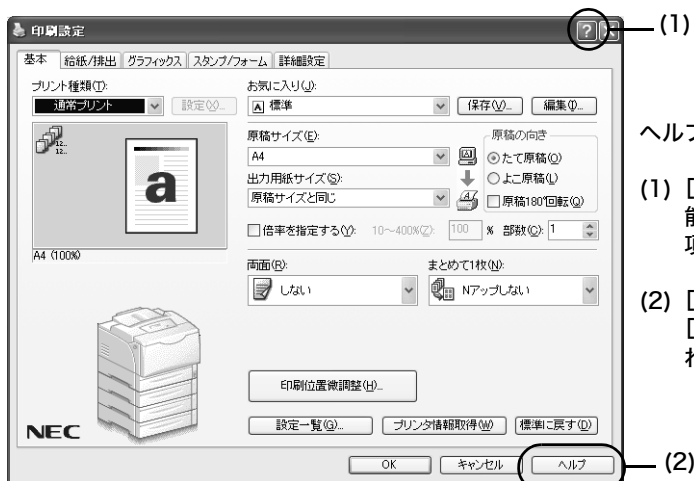 印刷設定
(1)
基本 給紙/排出 グラフィックス スタンプ/フォーム 詳細設定
プリント種類(T):
通常プリント 設定(X)...
お気に入り(J):
標準 保存(V)... 編集(I)...
原稿サイズ(E):
A4
出力用紙サイズ(S):
原稿サイズと同じ
原稿の向き
たて原稿(O)
よこ原稿(L)
原稿180°回転(Q)
倍率を指定する(Y): 10～400%(Z): 100 % 部数(C): 1
a
A4 (100%)
両面(R):
しない
まとめて1枚(N):
Nアップしない
印刷位置微調整(H)...
NEC
設定一覧(G)... プリンタ情報取得(W) 標準に戻す(D)
OK キャンセル ヘルプ
(2)
ヘルプ
(1) [
能
項
(2) [
[
れ